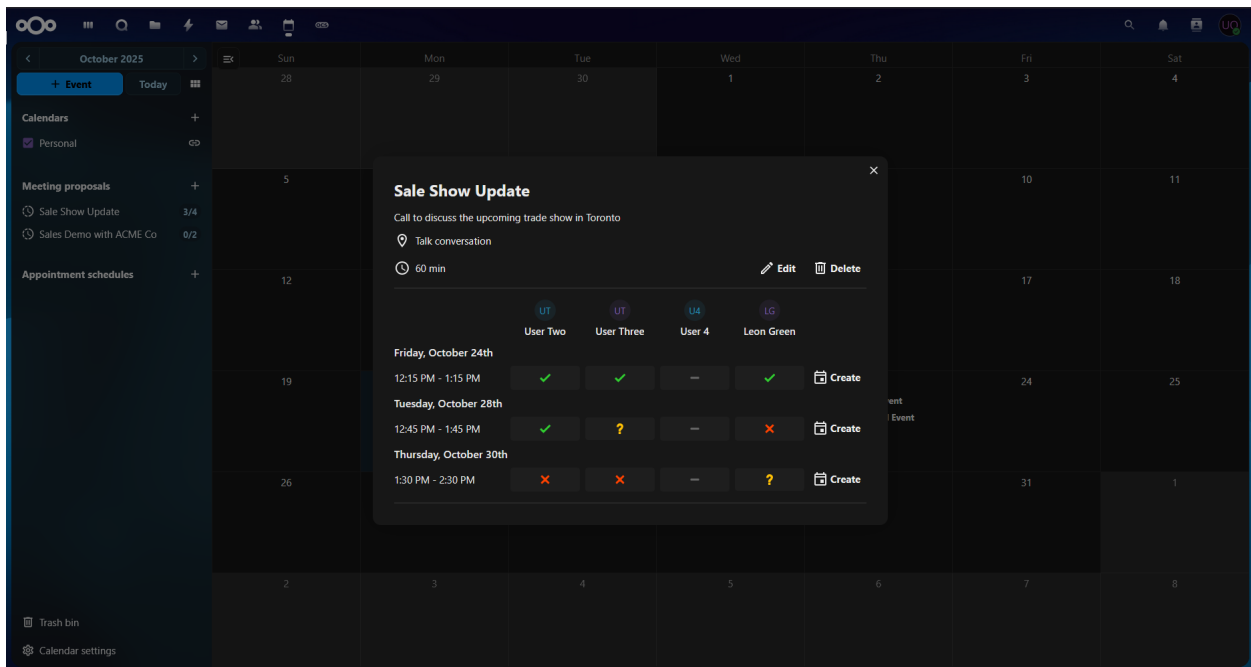 UO
October 2025
Sun Mon Tue Wed Thu Fri Sat
+ Event Today
28 29 30 1 2 3 4
Calendars
Personal
Meeting proposals
Sale Show Update 3/4
Sales Demo with ACME Co 0/2
Appointment schedules
5 10 11
12 17 18
19 24 25
ent
Event
26 31 1
2 3 4 5 6 7 8
Sale Show Update
Call to discuss the upcoming trade show in Toronto
Talk conversation
60 min Edit Delete
UT UT U4 LG
User Two User Three User 4 Leon Green
Friday, October 24th
12:15 PM - 1:15 PM Create
Tuesday, October 28th
12:45 PM - 1:45 PM ? Create
Thursday, October 30th
1:30 PM - 2:30 PM ? Create
Trash bin
Calendar settings